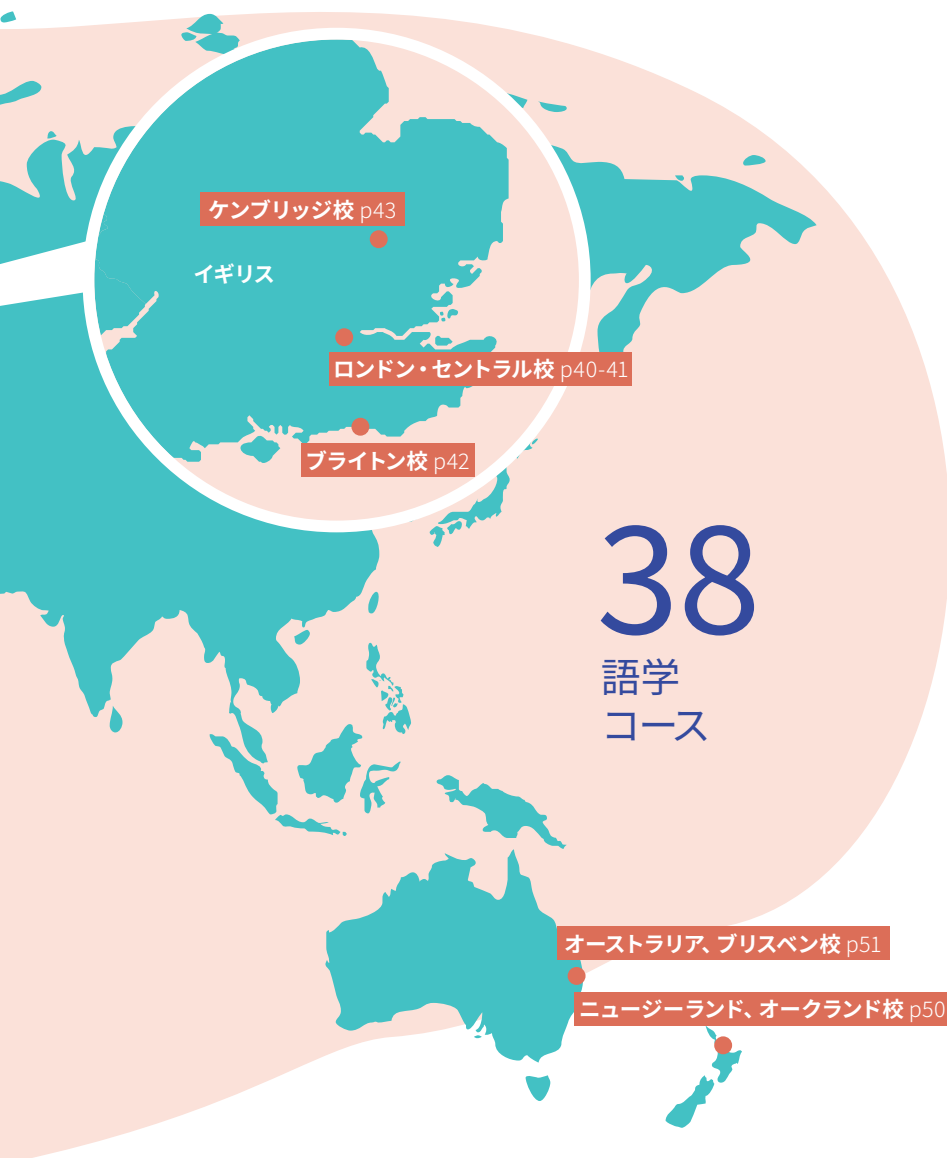 ケンブリッジ校 p43
イギリス
ロンドン・セントラル校 p40-41
ブライトン校 p42
38
語学
コース
オーストラリア、ブリスベン校 p51
ニュージーランド、オークランド校 p50